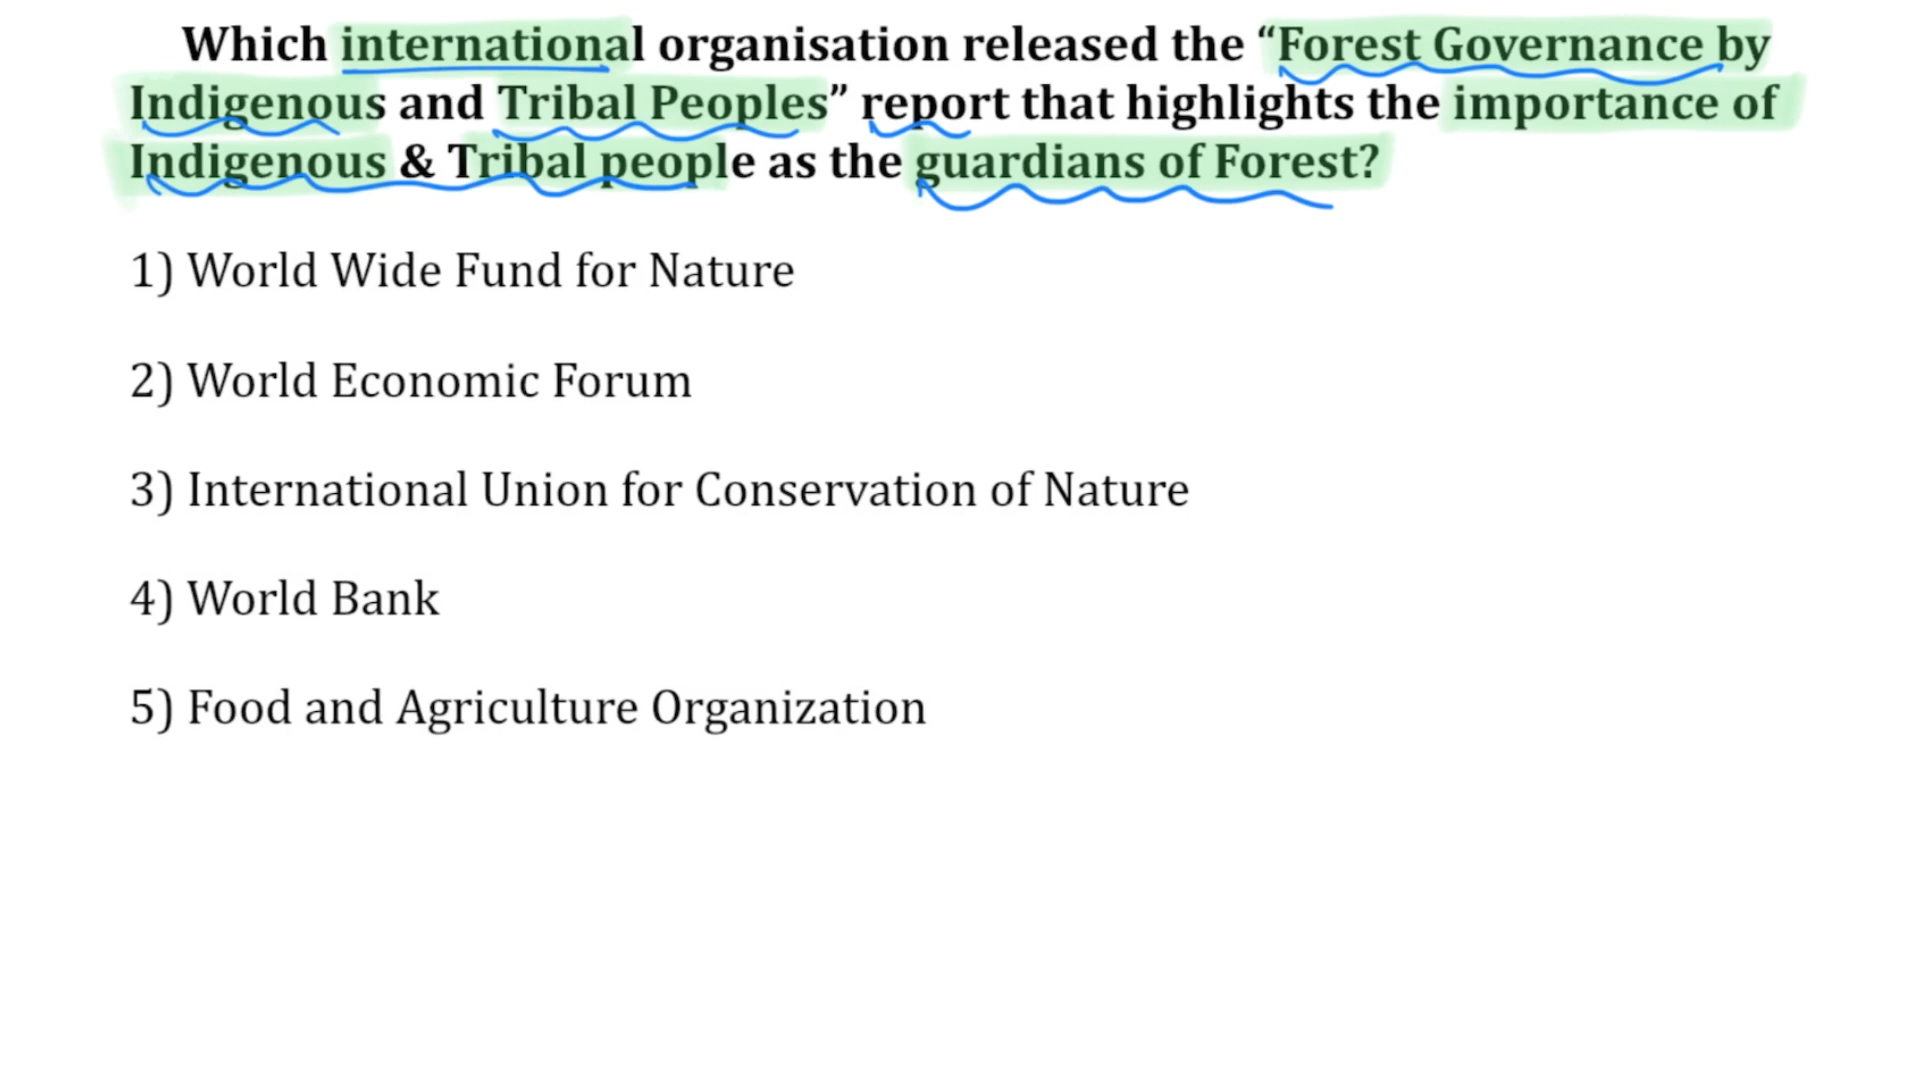 Which international organisation released the “Forest Governance by
Indigenous and Tribal Peoples” report that highlights the importance of
Indigenous & Tribal people as the guardians of Forest?
1) World Wide Fund for Nature
2) World Economic Forum
3) International Union for Conservation of Nature
4) World Bank
5) Food and Agriculture Organization